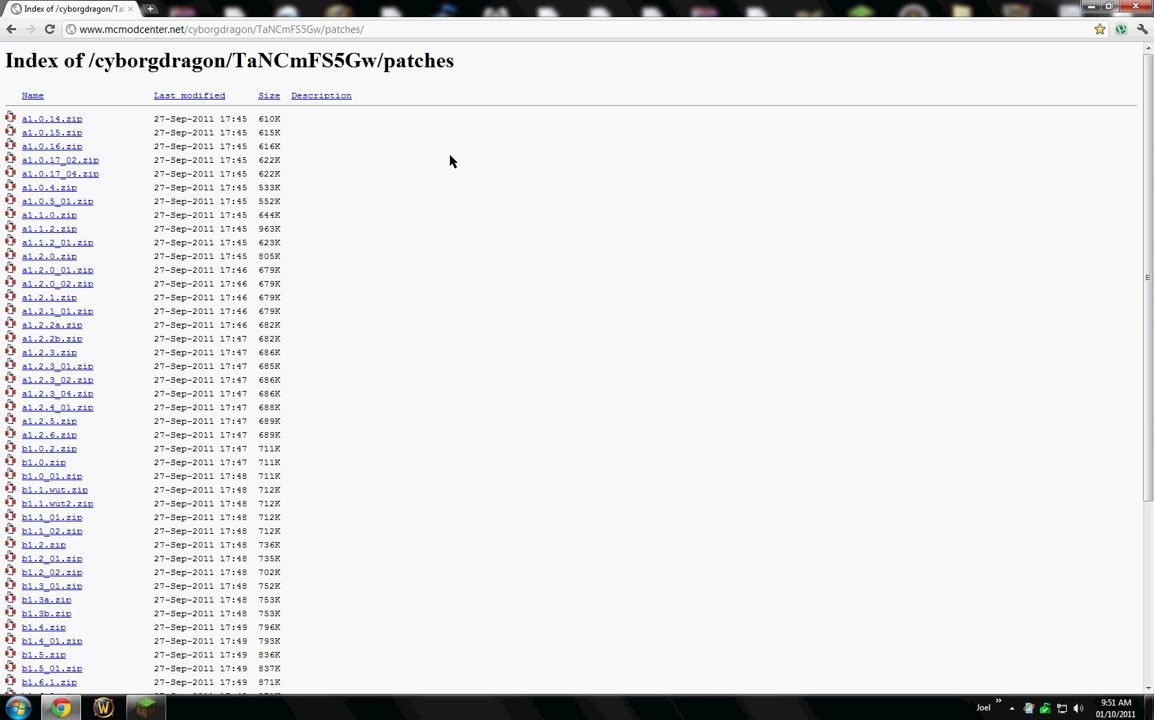 Index of /cyborgdragon/Ta
www.mcmodcenter.net/cyborgdragon/TaNCmFS5Gw/patches/
Index of /cyborgdragon/TaNCmFS5Gw/patches
Name Last modified Size Description
a1.0.14.zip 27-Sep-2011 17:45 610K
a1.0.15.zip 27-Sep-2011 17:45 615K
a1.0.16.zip 27-Sep-2011 17:45 616K
a1.0.17_02.zip 27-Sep-2011 17:45 622K
a1.0.17_04.zip 27-Sep-2011 17:45 622K
a1.0.4.zip 27-Sep-2011 17:45 533K
a1.0.5_01.zip 27-Sep-2011 17:45 552K
a1.1.0.zip 27-Sep-2011 17:45 644K
a1.1.2.zip 27-Sep-2011 17:45 963K
a1.1.2_01.zip 27-Sep-2011 17:45 623K
a1.2.0.zip 27-Sep-2011 17:45 805K
a1.2.0_01.zip 27-Sep-2011 17:46 679K
a1.2.0_02.zip 27-Sep-2011 17:46 679K
a1.2.1.zip 27-Sep-2011 17:46 679K
a1.2.1_01.zip 27-Sep-2011 17:46 679K
a1.2.2a.zip 27-Sep-2011 17:46 682K
a1.2.2b.zip 27-Sep-2011 17:47 682K
a1.2.3.zip 27-Sep-2011 17:47 686K
a1.2.3_01.zip 27-Sep-2011 17:47 685K
a1.2.3_02.zip 27-Sep-2011 17:47 686K
a1.2.3_04.zip 27-Sep-2011 17:47 686K
a1.2.4_01.zip 27-Sep-2011 17:47 688K
a1.2.5.zip 27-Sep-2011 17:47 689K
a1.2.6.zip 27-Sep-2011 17:47 689K
b1.0.2.zip 27-Sep-2011 17:47 711K
b1.0.zip 27-Sep-2011 17:47 711K
b1.0_01.zip 27-Sep-2011 17:48 711K
b1.1.wut.zip 27-Sep-2011 17:48 712K
b1.1.wut2.zip 27-Sep-2011 17:48 712K
b1.1_01.zip 27-Sep-2011 17:48 712K
b1.1_02.zip 27-Sep-2011 17:48 712K
b1.2.zip 27-Sep-2011 17:48 736K
b1.2_01.zip 27-Sep-2011 17:48 735K
b1.2_02.zip 27-Sep-2011 17:48 702K
b1.3_01.zip 27-Sep-2011 17:48 752K
b1.3a.zip 27-Sep-2011 17:48 753K
b1.3b.zip 27-Sep-2011 17:48 753K
b1.4.zip 27-Sep-2011 17:49 796K
b1.4_01.zip 27-Sep-2011 17:49 793K
b1.5.zip 27-Sep-2011 17:49 836K
b1.5_01.zip 27-Sep-2011 17:49 837K
b1.6.1.zip 27-Sep-2011 17:49 871K
Joel » 9:51 AM
01/10/2011